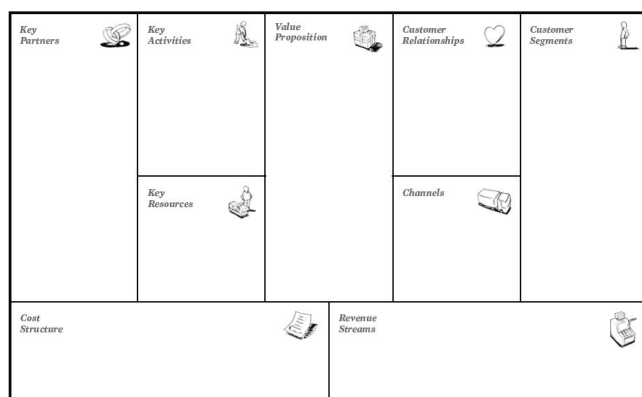 Key
Partners
Key
Activities
Value
Proposition
Customer
Relationships
Customer
Segments
Key
Resources
Channels
Cost
Structure
Revenue
Streams